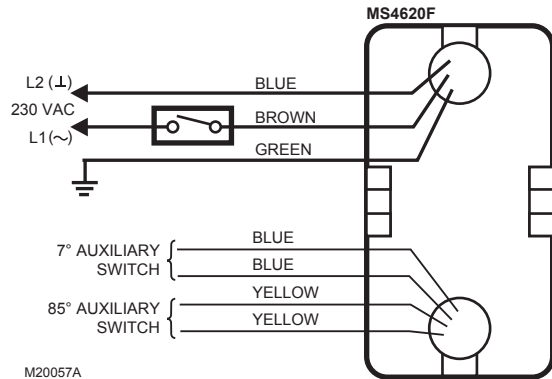 MS4620F
L2 (⊥)
BLUE
230 VAC
BROWN
L1(~)
GREEN
7° AUXILIARY
SWITCH
BLUE
BLUE
85° AUXILIARY
SWITCH
YELLOW
YELLOW
M20057A